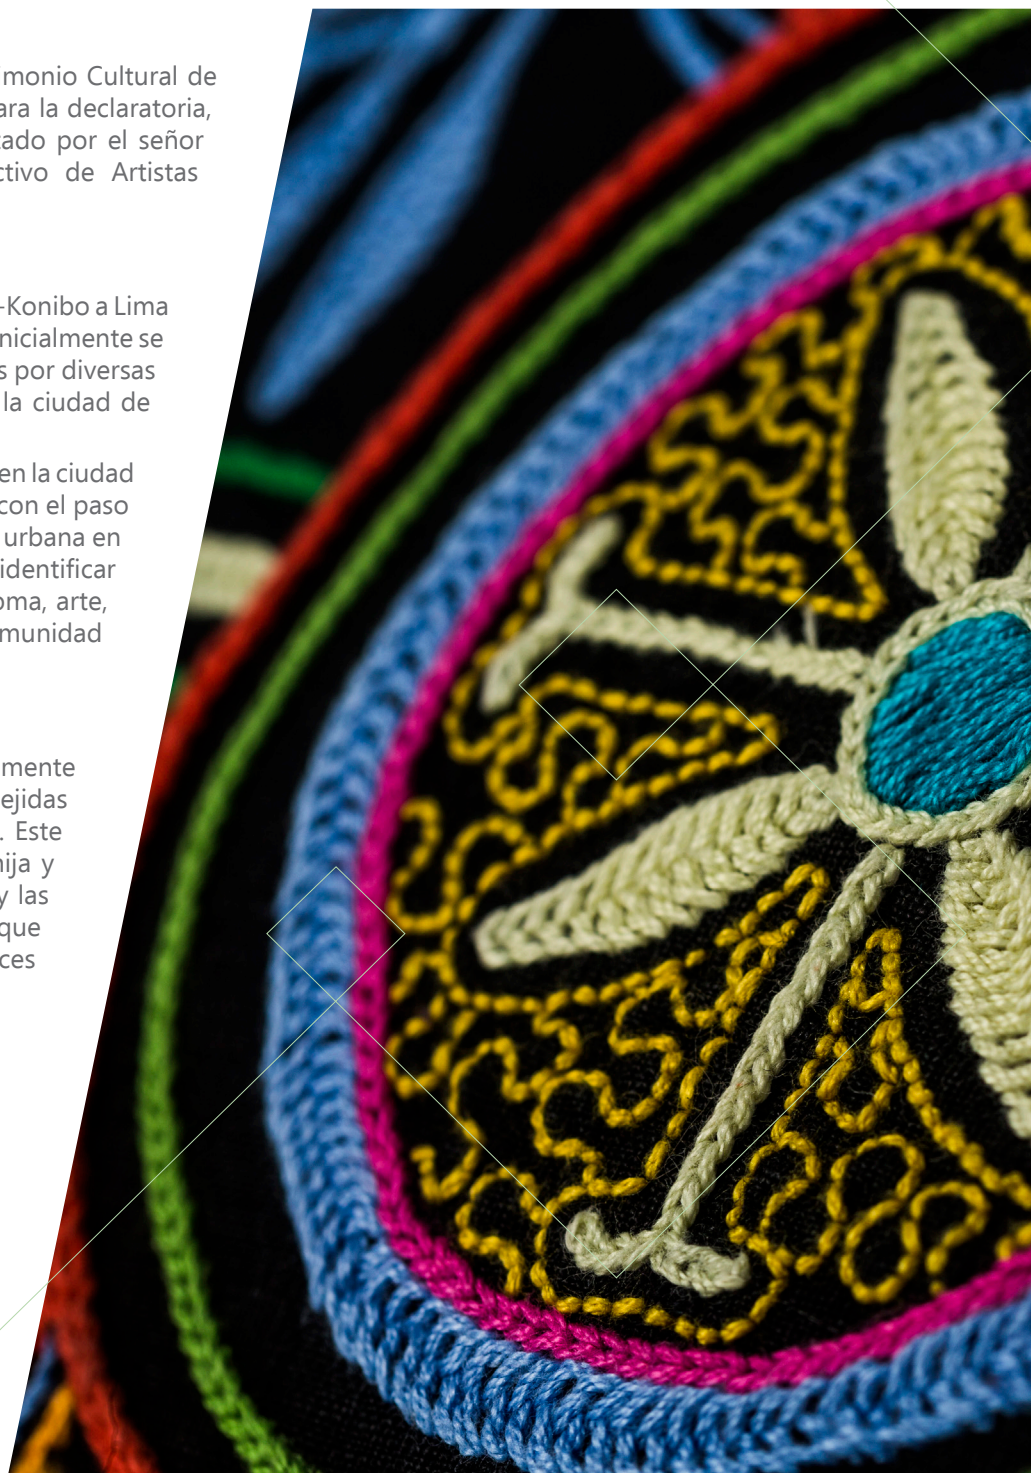 monio Cultural de
ara la declaratoria,
ado por el señor
ctivo de Artistas
-Konibo a Lima
nicialmente se
s por diversas
la ciudad de
en la ciudad
con el paso
urbana en
identificar
oma, arte,
munidad
mente
ejidas
. Este
hija y
y las
que
ces